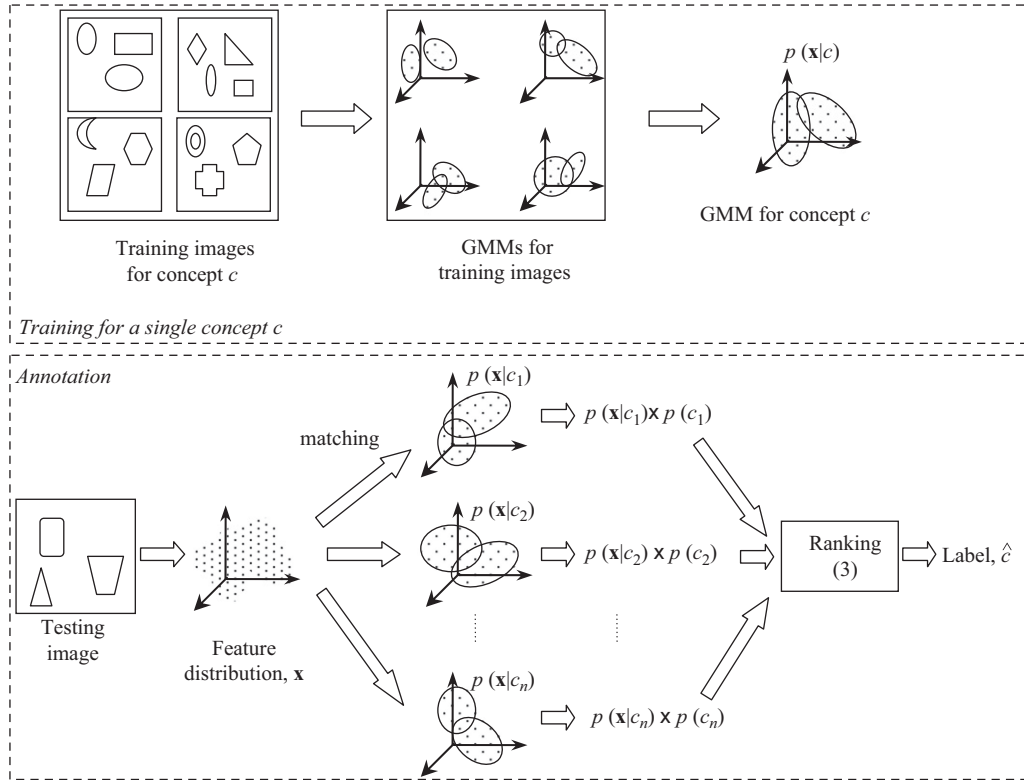 p (x|c)
GMM for concept c
Training images
for concept c
GMMs for
training images
Training for a single concept c
Annotation
p (x|c₁)
matching
p (x|c₁)x p (c₁)
p (x|c₂)
p (x|c₂) x p (c₂)
Ranking
(3)
Label, ĉ
Testing
image
Feature
distribution, x
p (x|cₙ)
p (x|cₙ) x p (cₙ)